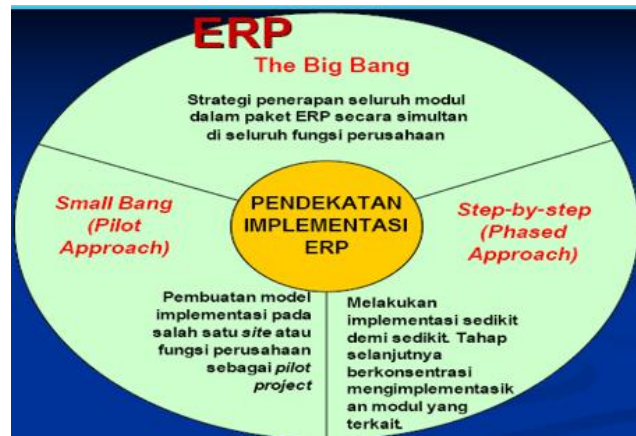 ERP
The Big Bang
Strategi penerapan seluruh modul
dalam paket ERP secara simultan
di seluruh fungsi perusahaan
PENDEKATAN
IMPLEMENTASI
ERP
Small Bang
(Pilot
Approach)
Pembuatan model
implementasi pada
salah satu site atau
fungsi perusahaan
sebagai pilot
project
Step-by-step
(Phased
Approach)
Melakukan
implementasi sedikit
demi sedikit. Tahap
selanjutnya
berkonsentrasi
mengimplementasik
an modul yang
terkait.